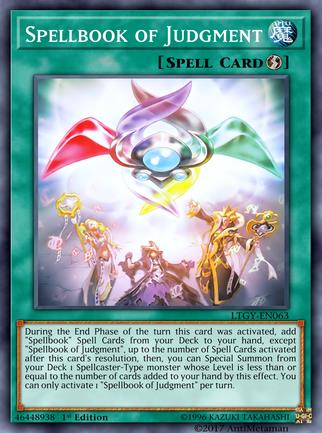 Spellbook of Judgment
[Spell Card]
LTGY-EN063
During the End Phase of the turn this card was activated, add
"Spellbook" Spell Cards from your Deck to your hand, except
"Spellbook of Judgment", up to the number of Spell Cards activated
after this card's resolution, then, you can Special Summon from
your Deck 1 Spellcaster-Type monster whose Level is less than or
equal to the number of cards added to your hand by this effect. You
can only activate 1 "Spellbook of Judgment" per turn.
46448938 1st Edition ©1996 KAZUKI TAKAHASHI
©2017 AntiMetaman